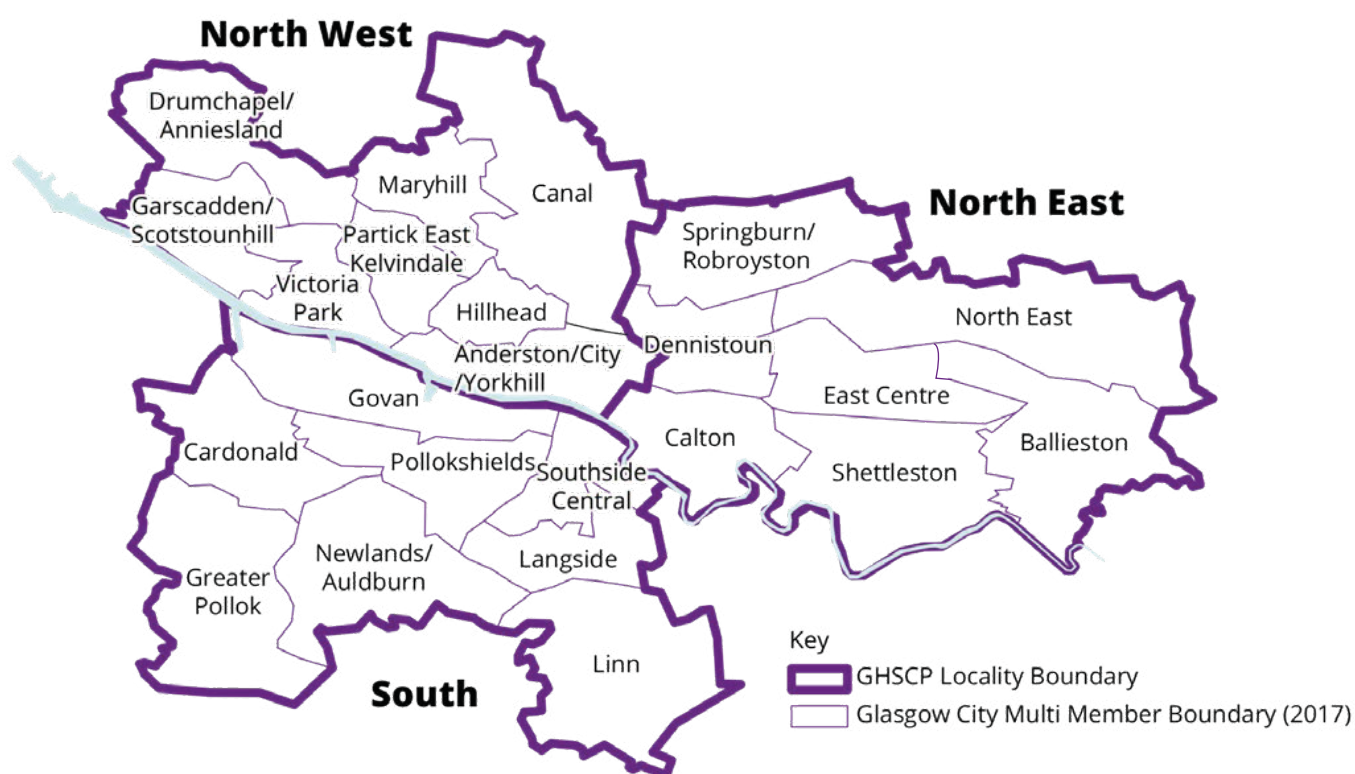 North West
Drumchapel/
Anniesland
Maryhill
Canal
Garscadden/
Scotstounhill
Partick East
Kelvindale
Victoria
Park
Hillhead
Anderston/City
/Yorkhill
North East
Springburn/
Robroyston
North East
Dennistoun
East Centre
Calton
Shettleston
Ballieston
Govan
Cardonald
Pollokshields
Southside
Central
Newlands/
Auldburn
Langside
Greater
Pollok
Linn
South
Key
GHSCP Locality Boundary
Glasgow City Multi Member Boundary (2017)